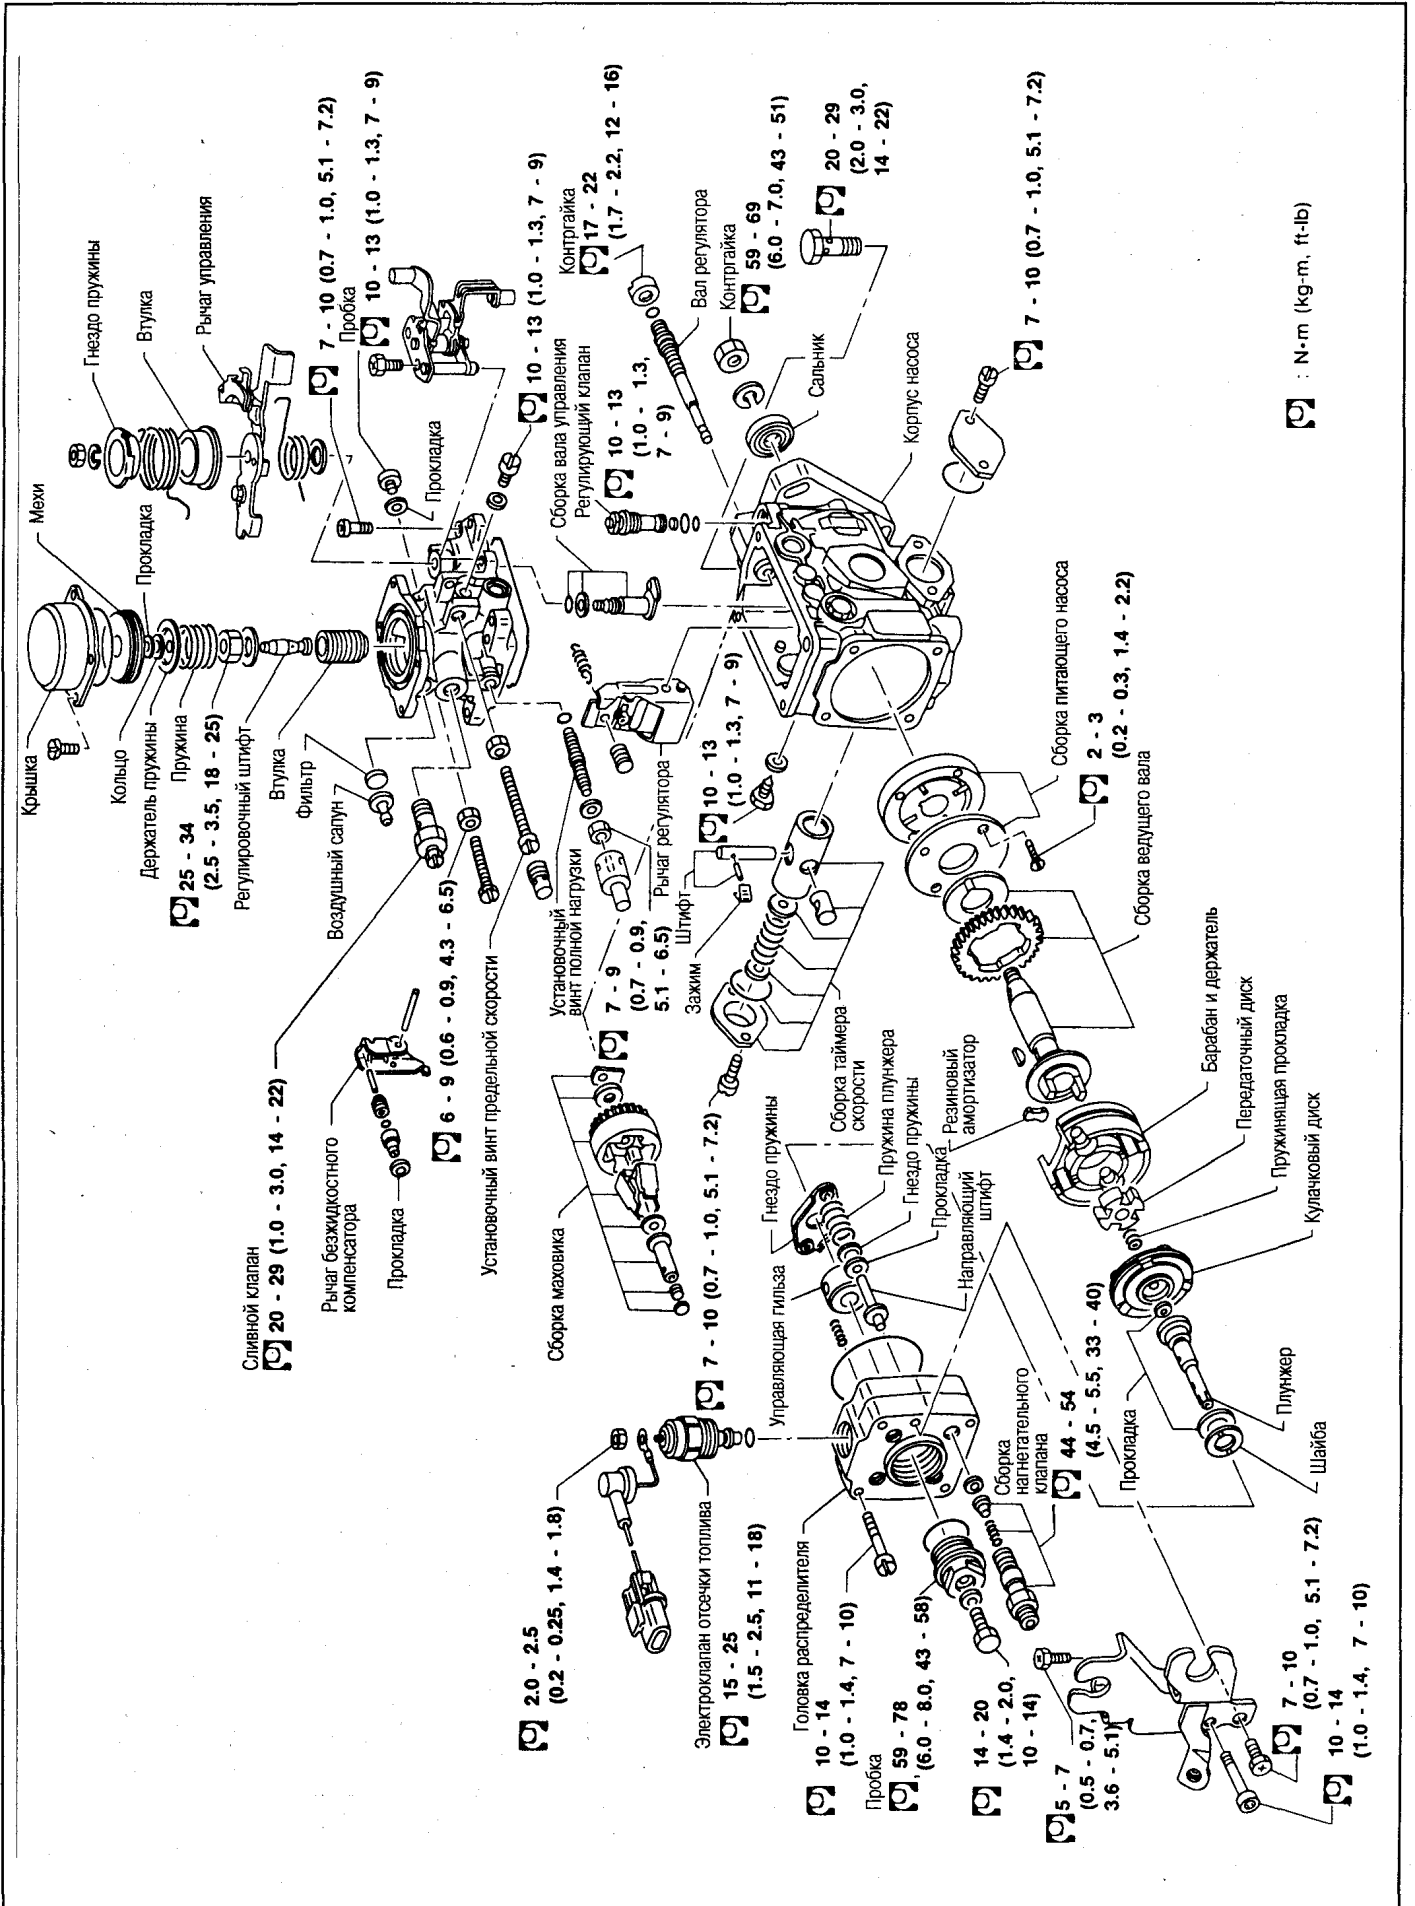 Крышка
Мехи
Гнездо пружины
Втулка
Рычаг управления
Кольцо
Прокладка
Держатель пружины
Пружина
25 - 34
(2.5 - 3.5, 18 - 25)
Регулировочный штифт
Втулка
Фильтр
Воздушный сапун
7 - 10 (0.7 - 1.0, 5.1 - 7.2)
Пробка
10 - 13 (1.0 - 1.3, 7 - 9)
Прокладка
10 - 13 (1.0 - 1.3, 7 - 9)
Сливной клапан
20 - 29 (1.0 - 3.0, 14 - 22)
Рычаг безжидкостного
компенсатора
Прокладка
6 - 9 (0.6 - 0.9, 4.3 - 6.5)
Установочный винт предельной скорости
Установочный
винт полной нагрузки
7 - 9
(0.7 - 0.9,
5.1 - 6.5)
Рычаг регулятора
Сборка вала управления
Регулирующий клапан
10 - 13
(1.0 - 1.3,
7 - 9)
Контргайка
17 - 22
(1.7 - 2.2, 12 - 16)
Вал регулятора
Контргайка
59 - 69
(6.0 - 7.0, 43 - 51)
20 - 29
(2.0 - 3.0,
14 - 22)
Сальник
Корпус насоса
7 - 10 (0.7 - 1.0, 5.1 - 7.2)
Сборка маховика
7 - 10 (0.7 - 1.0, 5.1 - 7.2)
Штифт
Зажим
10 - 13
(1.0 - 1.3, 7 - 9)
Сборка таймера
скорости
Сборка питающего насоса
2 - 3
(0.2 - 0.3, 1.4 - 2.2)
Сборка ведущего вала
2.0 - 2.5
(0.2 - 0.25, 1.4 - 1.8)
Электроклапан отсечки топлива
15 - 25
(1.5 - 2.5, 11 - 18)
Управляющая гильза
Гнездо пружины
Пружина плунжера
Гнездо пружины
Прокладка
Резиновый
амортизатор
Направляющий
штифт
Барабан и держатель
Передаточный диск
Пружинящая прокладка
Кулачковый диск
Головка распределителя
10 - 14
(1.0 - 1.4, 7 - 10)
Пробка
59 - 78
(6.0 - 8.0, 43 - 58)
14 - 20
(1.4 - 2.0,
10 - 14)
Сборка
нагнетательного
клапана
44 - 54
(4.5 - 5.5, 33 - 40)
Прокладка
Плунжер
Шайба
5 - 7
(0.5 - 0.7,
3.6 - 5.1)
7 - 10
(0.7 - 1.0, 5.1 - 7.2)
10 - 14
(1.0 - 1.4, 7 - 10)
: N•m (kg-m, ft-lb)